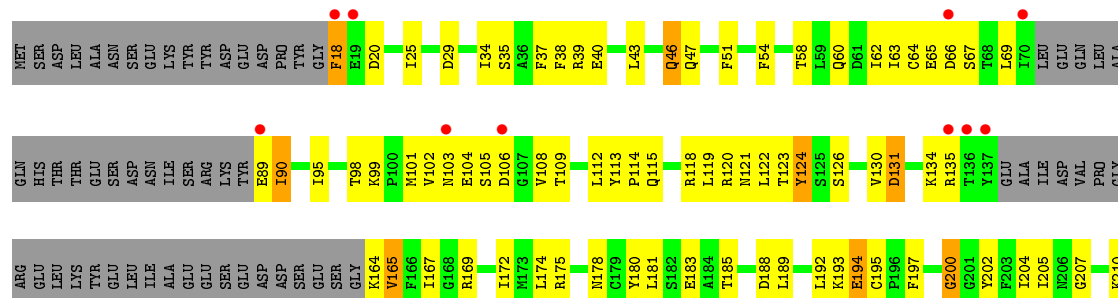 MET SER ASP LEU ALA ASN SER GLU LYS TYR TYR ASP GLU ASP PRO TYR GLY F18 E19 D20 I25 D29 I34 S35 A36 F37 F38 R39 E40 L43 Q46 Q47 F51 F54 T58 L59 Q60 D61 I62 I63 C64 E65 D66 S67 T68 L69 I70 LEU GLU GLN LEU ALA
GLN HIS THR THR GLU SER ASP ASN ILE SER ARG LYS TYR E89 I90 I95 T98 K99 P100 M101 V102 N103 E104 S105 D106 G107 V108 T109 L112 Y113 P114 Q115 R118 L119 R120 N121 L122 T123 Y124 S125 S126 V130 D131 K134 R135 T136 Y137 GLU ALA ILE ASP VAL PRO GLY
ARG GLU LEU LYS TYR GLU LEU ILE ALA GLU GLU SER GLU ASP ASP SER GLU SER GLY K164 V165 F166 I167 G168 R169 I172 M173 L174 R175 N178 C179 Y180 L181 S182 E183 A184 T185 D188 L189 L192 K193 E194 C195 P196 F197 G200 G201 Y202 F203 I204 I205 N206 G207